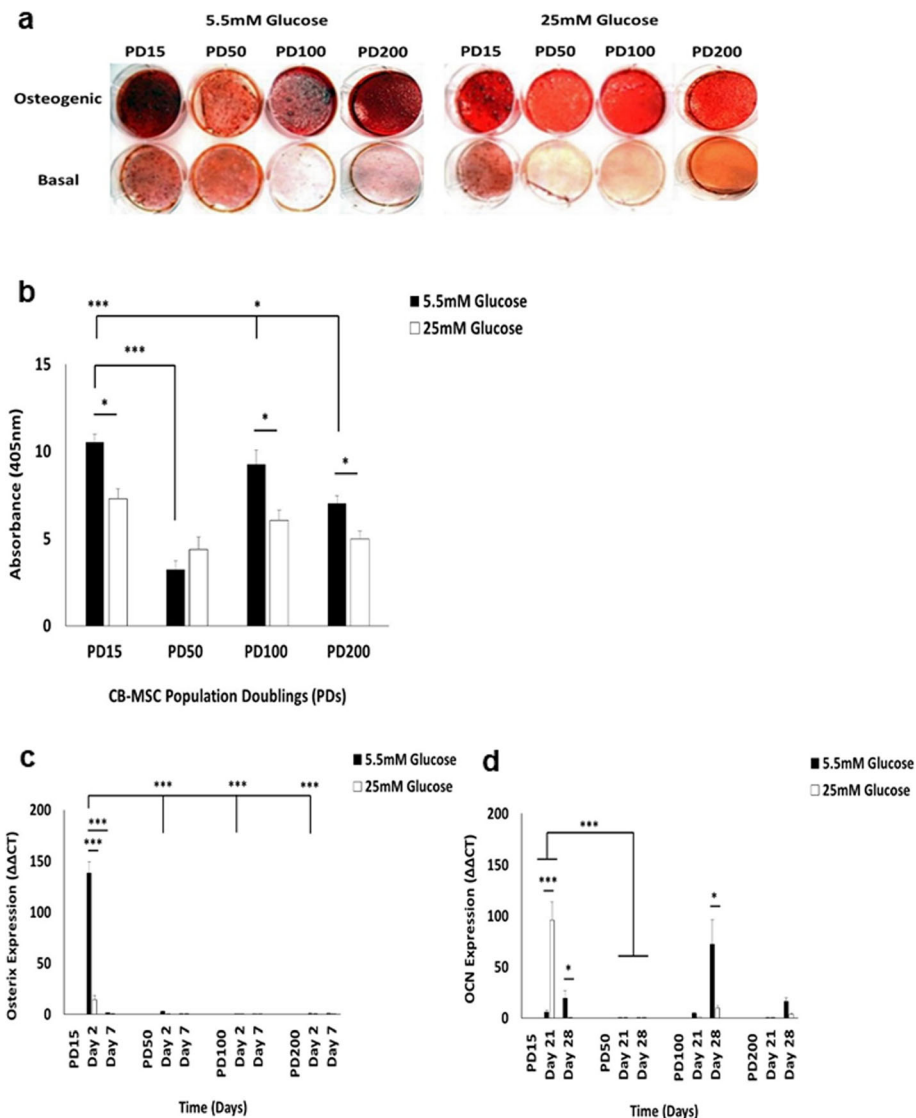 a
5.5mM Glucose
25mM Glucose
PD15 PD50 PD100 PD200
PD15 PD50 PD100 PD200
Osteogenic
Basal
b
5.5mM Glucose
25mM Glucose
*** *
***
* * *
15
10
5
0
Absorbance (405nm)
PD15 PD50 PD100 PD200
CB-MSC Population Doublings (PDs)
c
5.5mM Glucose
25mM Glucose
*** *** ***
***
***
200
150
100
50
0
Osterix Expression (ΔΔCT)
PD15 Day 2 Day 7 PD50 Day 2 Day 7 PD100 Day 2 Day 7 PD200 Day 2 Day 7
Time (Days)
d
5.5mM Glucose
25mM Glucose
***
*** *
*
200
150
100
50
0
OCN Expression (ΔΔCT)
PD15 Day 21 Day 28 PD50 Day 21 Day 28 PD100 Day 21 Day 28 PD200 Day 21 Day 28
Time (Days)